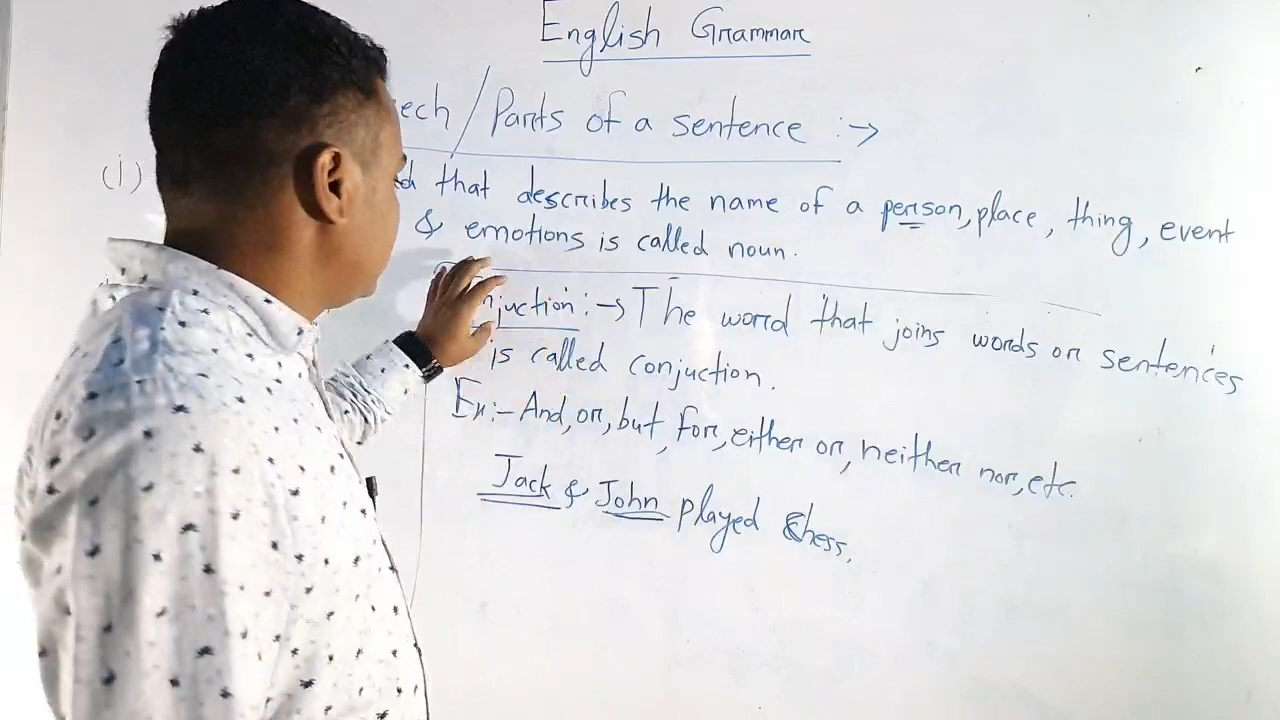 English Grammar
ech / Parts of a sentence :→
(i) that describes the name of a person, place, thing, event
& emotions is called noun.
njuction :→ The word that joins words or sentences
is called conjuction.
Ex:- And, or, but, for, either or, neither nor, etc.
Jack & John played Chess.